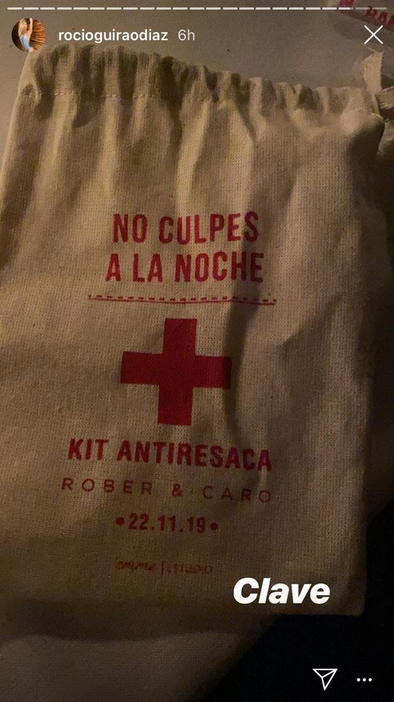 rocioguiraodiaz 6h
NO CULPES
A LA NOCHE
KIT ANTIRESACA
ROBER & CARO
•22.11.19•
Clave